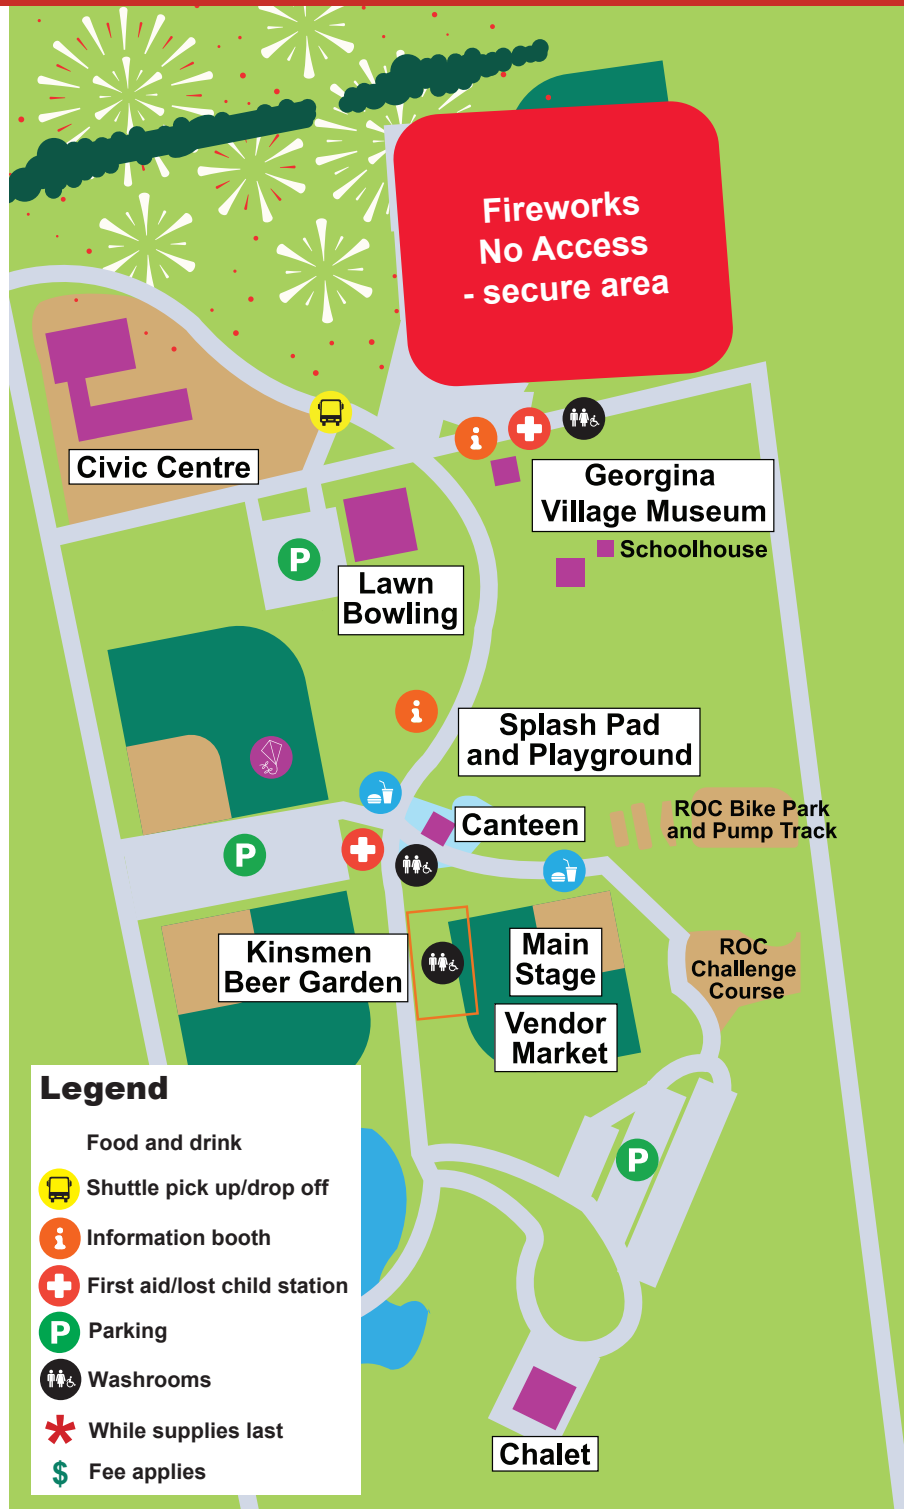 Fireworks
No Access
- secure area
Civic Centre
Georgina
Village Museum
Schoolhouse
P
Lawn
Bowling
Splash Pad
and Playground
Canteen
ROC Bike Park
and Pump Track
P
Kinsmen
Beer Garden
Main
Stage
ROC
Challenge
Course
Vendor
Market
P
Chalet
Legend
Food and drink
Shuttle pick up/drop off
i Information booth
First aid/lost child station
P Parking
Washrooms
* While supplies last
$ Fee applies